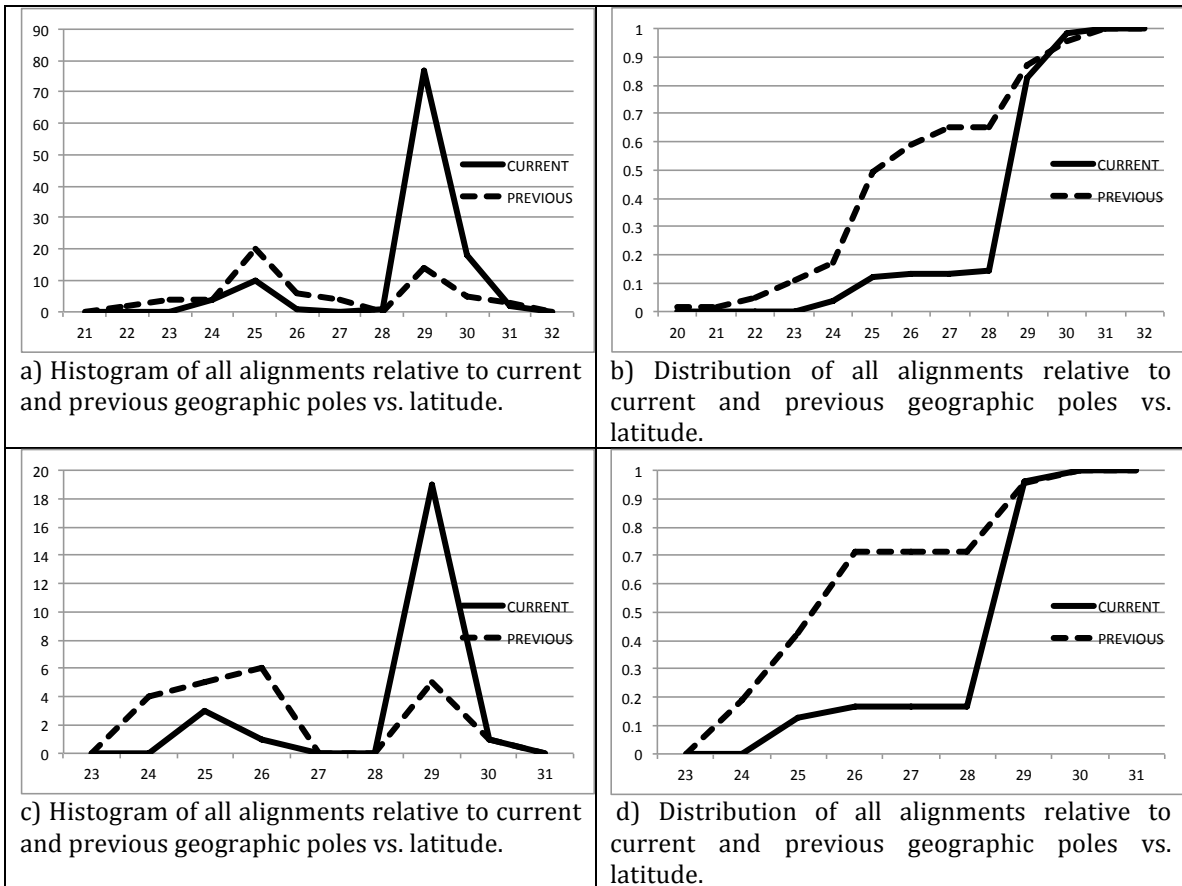 90
80
70
60
50
40
30
20
10
0
CURRENT
PREVIOUS
21 22 23 24 25 26 27 28 29 30 31 32
a) Histogram of all alignments relative to current
and previous geographic poles vs. latitude.
1
0.9
0.8
0.7
0.6
0.5
0.4
0.3
0.2
0.1
0
CURRENT
PREVIOUS
20 21 22 23 24 25 26 27 28 29 30 31 32
b) Distribution of all alignments relative to
current and previous geographic poles vs.
latitude.
20
18
16
14
12
10
8
6
4
2
0
CURRENT
PREVIOUS
23 24 25 26 27 28 29 30 31
c) Histogram of all alignments relative to current
and previous geographic poles vs. latitude.
1
0.9
0.8
0.7
0.6
0.5
0.4
0.3
0.2
0.1
0
CURRENT
PREVIOUS
23 24 25 26 27 28 29 30 31
d) Distribution of all alignments relative to
current and previous geographic poles vs.
latitude.